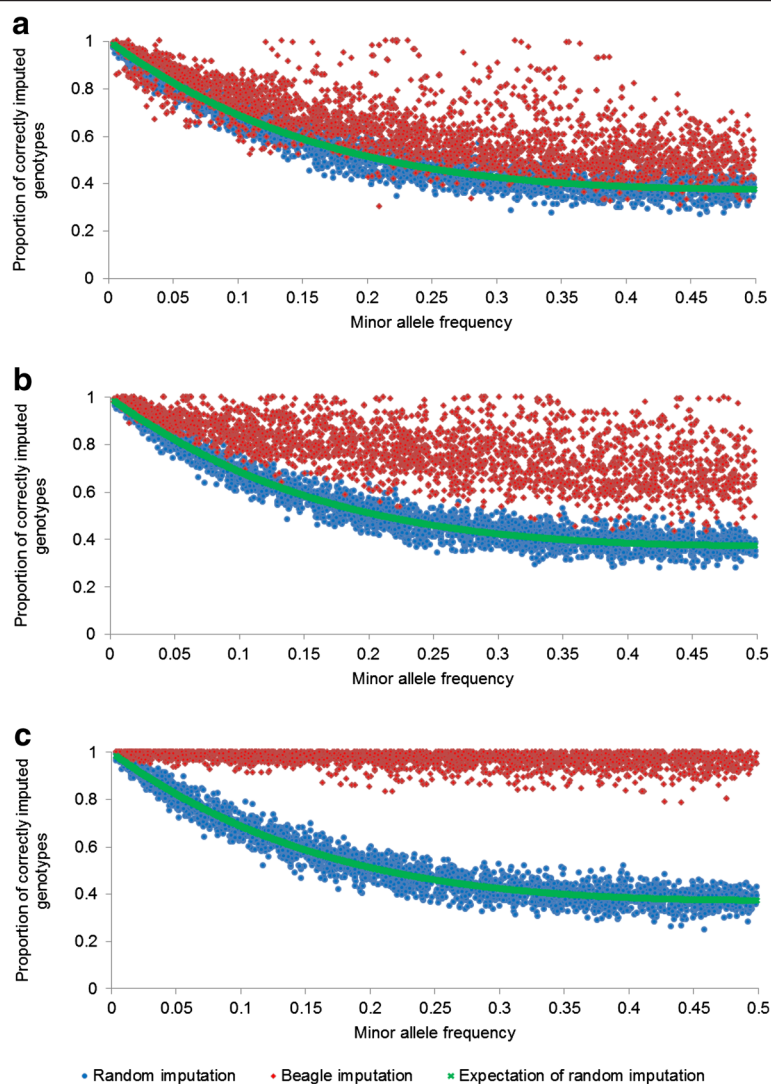 a
Proportion of correctly imputed
genotypes
1
0.8
0.6
0.4
0.2
0
0 0.05 0.1 0.15 0.2 0.25 0.3 0.35 0.4 0.45 0.5
Minor allele frequency
b
Proportion of correctly imputed
genotypes
1
0.8
0.6
0.4
0.2
0
0 0.05 0.1 0.15 0.2 0.25 0.3 0.35 0.4 0.45 0.5
Minor allele frequency
c
Proportion of correctly imputed
genotypes
1
0.8
0.6
0.4
0.2
0
0 0.05 0.1 0.15 0.2 0.25 0.3 0.35 0.4 0.45 0.5
Minor allele frequency
Random imputation Beagle imputation Expectation of random imputation